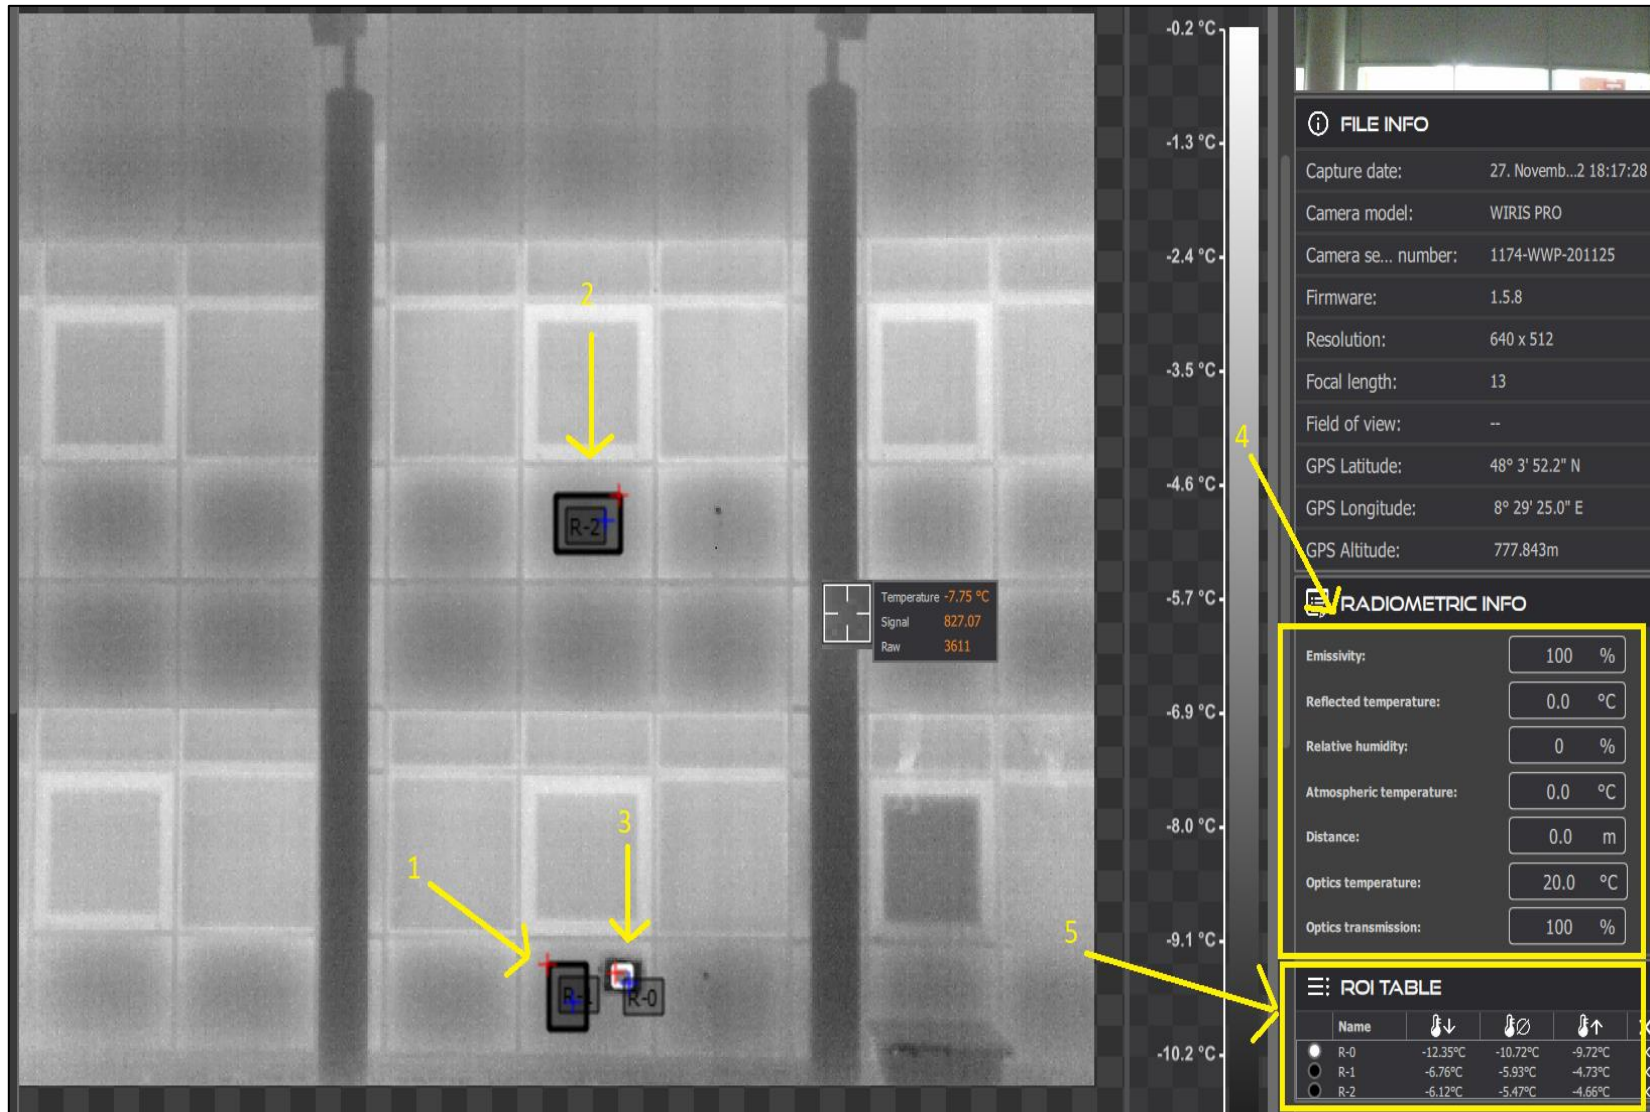 -0.2 °C
-1.3 °C
-2.4 °C
-3.5 °C
-4.6 °C
-5.7 °C
-6.9 °C
-8.0 °C
-9.1 °C
-10.2 °C
2
R-2
Temperature -7.75 °C
Signal 827.07
Raw 3611
1
3
R-1
R-0
4
5
FILE INFO
Capture date: 27. Novemb...2 18:17:28
Camera model: WIRIS PRO
Camera se... number: 1174-WWP-201125
Firmware: 1.5.8
Resolution: 640 x 512
Focal length: 13
Field of view: --
GPS Latitude: 48° 3' 52.2" N
GPS Longitude: 8° 29' 25.0" E
GPS Altitude: 777.843m
RADIOMETRIC INFO
Emissivity: 100 %
Reflected temperature: 0.0 °C
Relative humidity: 0 %
Atmospheric temperature: 0.0 °C
Distance: 0.0 m
Optics temperature: 20.0 °C
Optics transmission: 100 %
ROI TABLE
Name
R-0 -12.35°C -10.72°C -9.72°C
R-1 -6.76°C -5.93°C -4.73°C
R-2 -6.12°C -5.47°C -4.66°C